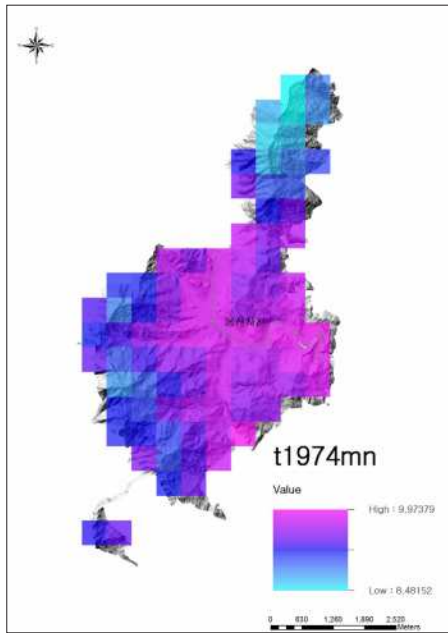 t1974mn
Value
High : 9.97379
Low : 8.48152
0 630 1,260 1,890 2,520
Meters